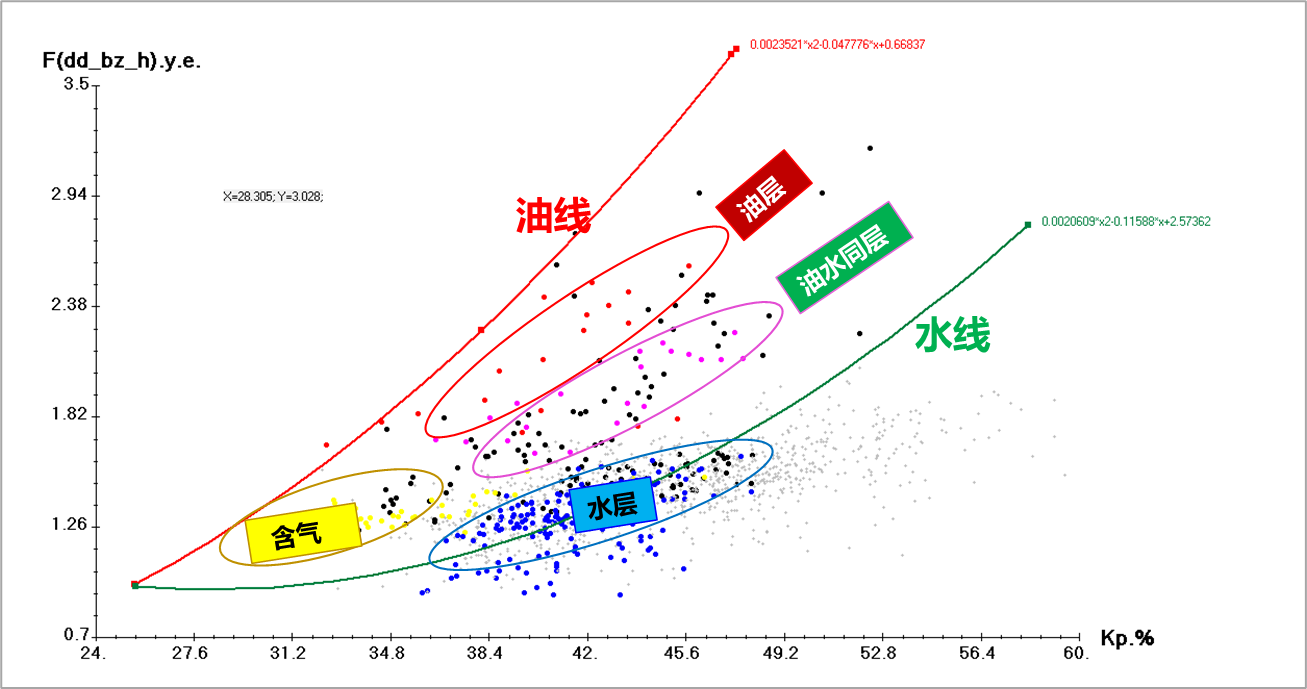 0.0023521*x2-0.047776*x+0.66837
F(dd_bz_h).y.e.
3.5
2.94
X=28.305; Y=3.028;
油线
油层
0.0020609*x2-0.11588*x+2.57362
油水同层
2.38
水线
1.82
水层
1.26
含气
0.7
Kp.%
24.
27.6
31.2
34.8
38.4
42.
45.6
49.2
52.8
56.4
60.